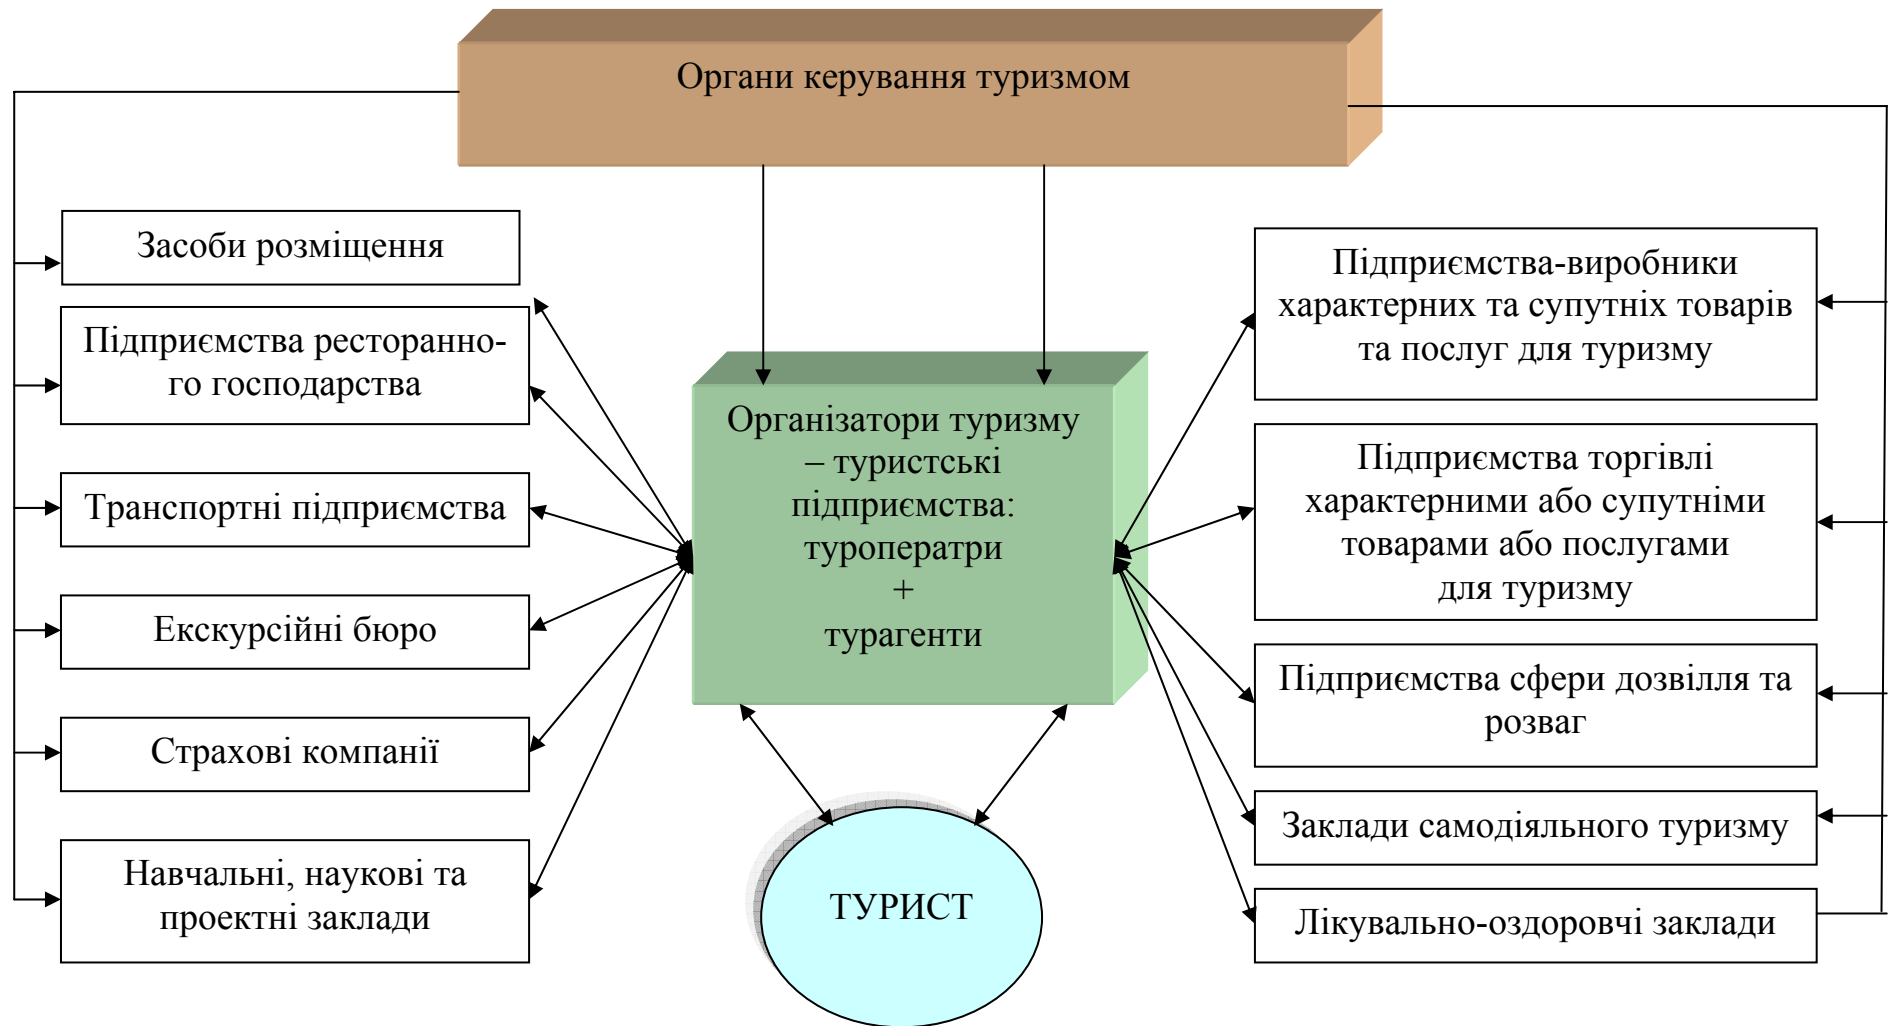 Органи керування туризмом
Засоби розміщення
Підприємства ресторанно-
го господарства
Транспортні підприємства
Екскурсійні бюро
Страхові компанії
Навчальні, наукові та
проектні заклади
Організатори туризму
– туристські
підприємства:
туроператри
+
турагенти
ТУРИСТ
Підприємства-виробники
характерних та супутніх товарів
та послуг для туризму
Підприємства торгівлі
характерними або супутніми
товарами або послугами
для туризму
Підприємства сфери дозвілля та
розваг
Заклади самодіяльного туризму
Лікувально-оздоровчі заклади